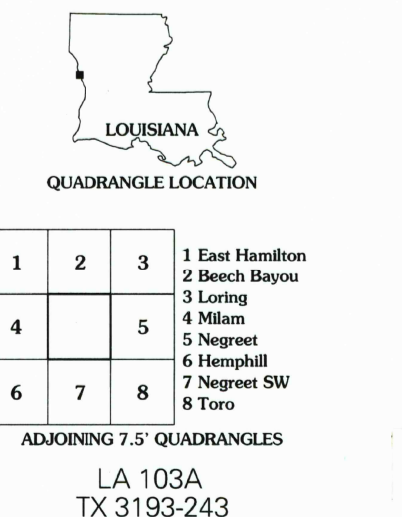 LOUISIANA
QUADRANGLE LOCATION
1 2 3
4 5
6 7 8
1 East Hamilton
2 Beech Bayou
3 Loring
4 Milam
5 Negreet
6 Hemphill
7 Negreet SW
8 Toro
ADJOINING 7.5' QUADRANGLES
LA 103A
TX 3193-243